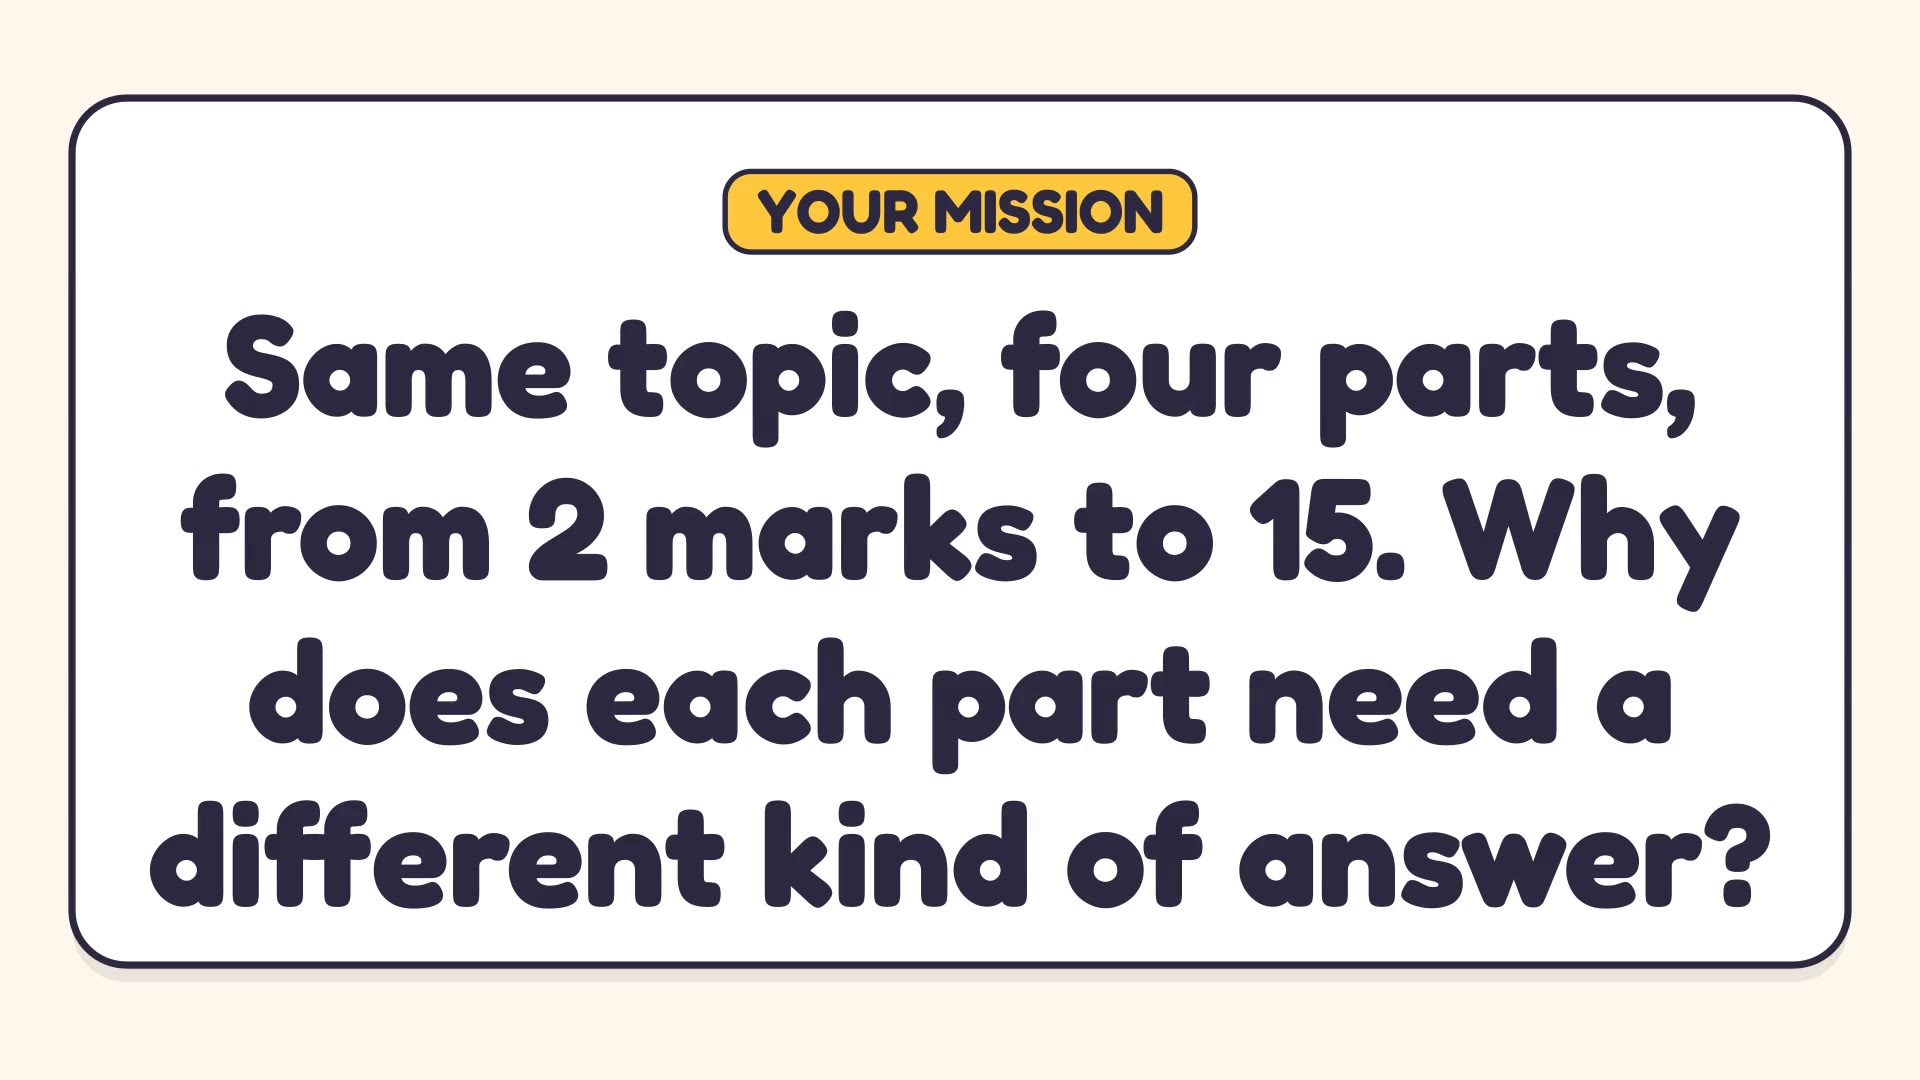 YOUR MISSION
Same topic, four parts,
from 2 marks to 15. Why
does each part need a
different kind of answer?